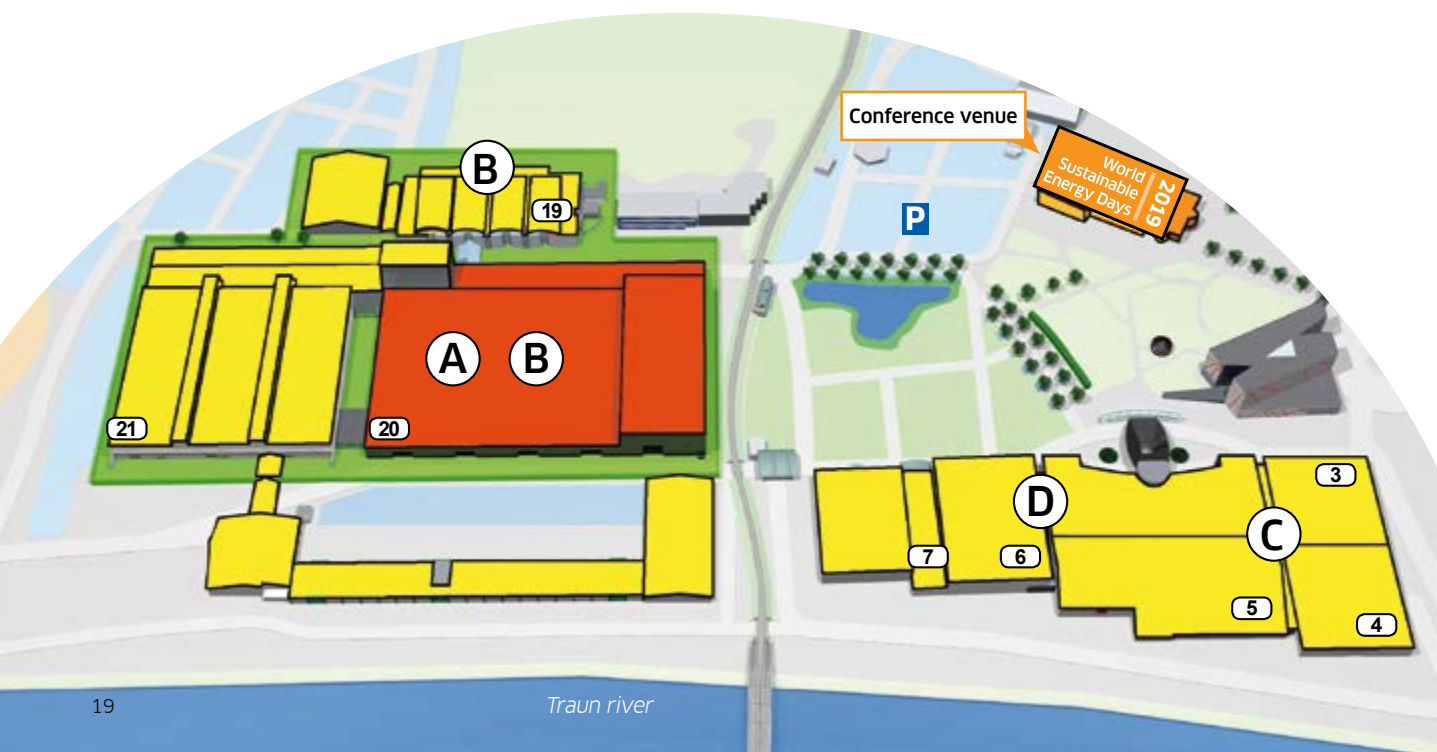 Conference venue
World
Sustainable
Energy Days
2019
B
19
P
A B
21
20
3
D
C
7
6
5
4
19
Traun river